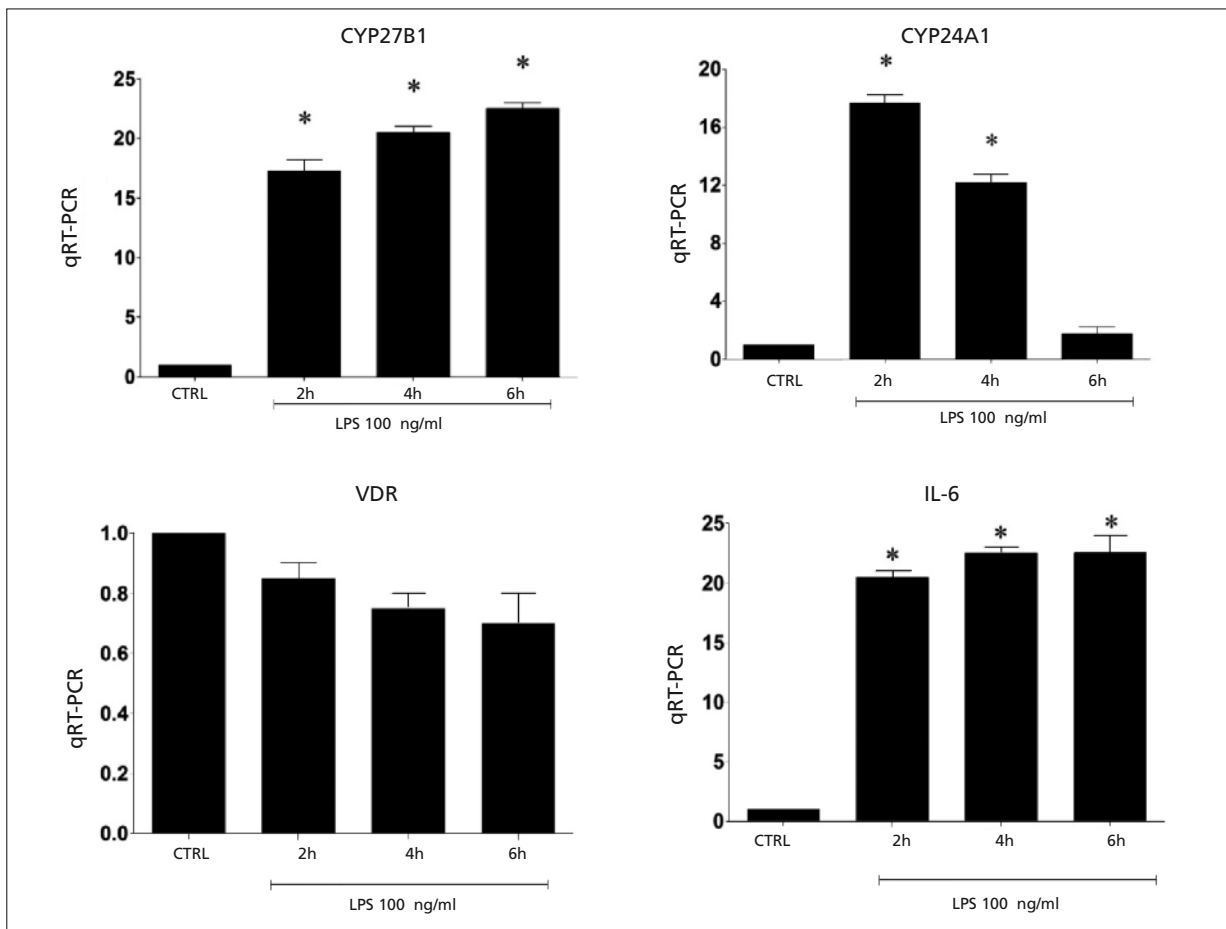 CYP27B1
qRT-PCR
25
20
15
10
5
0
*
*
*
CTRL
2h
4h
6h
LPS 100 ng/ml
CYP24A1
qRT-PCR
20
16
12
8
4
0
*
*
CTRL
2h
4h
6h
LPS 100 ng/ml
VDR
qRT-PCR
1.0
0.8
0.6
0.4
0.2
0.0
CTRL
2h
4h
6h
LPS 100 ng/ml
IL-6
qRT-PCR
25
20
15
10
5
0
*
*
*
CTRL
2h
4h
6h
LPS 100 ng/ml